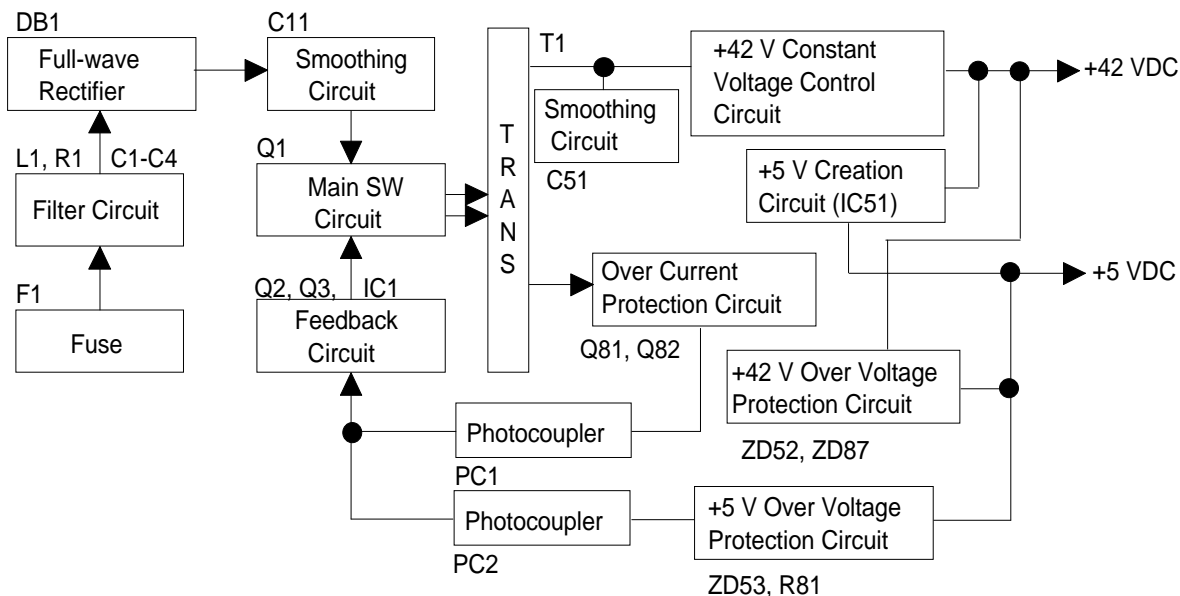 DB1
Full-wave
Rectifier
C11
Smoothing
Circuit
T1
+42 V Constant
Voltage Control
Circuit
+42 VDC
Smoothing
Circuit
C51
T
R
A
N
S
L1, R1 C1-C4
Filter Circuit
Q1
Main SW
Circuit
+5 V Creation
Circuit (IC51)
+5 VDC
F1
Fuse
Q2, Q3, IC1
Feedback
Circuit
Over Current
Protection Circuit
Q81, Q82
+42 V Over Voltage
Protection Circuit
ZD52, ZD87
Photocoupler
PC1
Photocoupler
PC2
+5 V Over Voltage
Protection Circuit
ZD53, R81